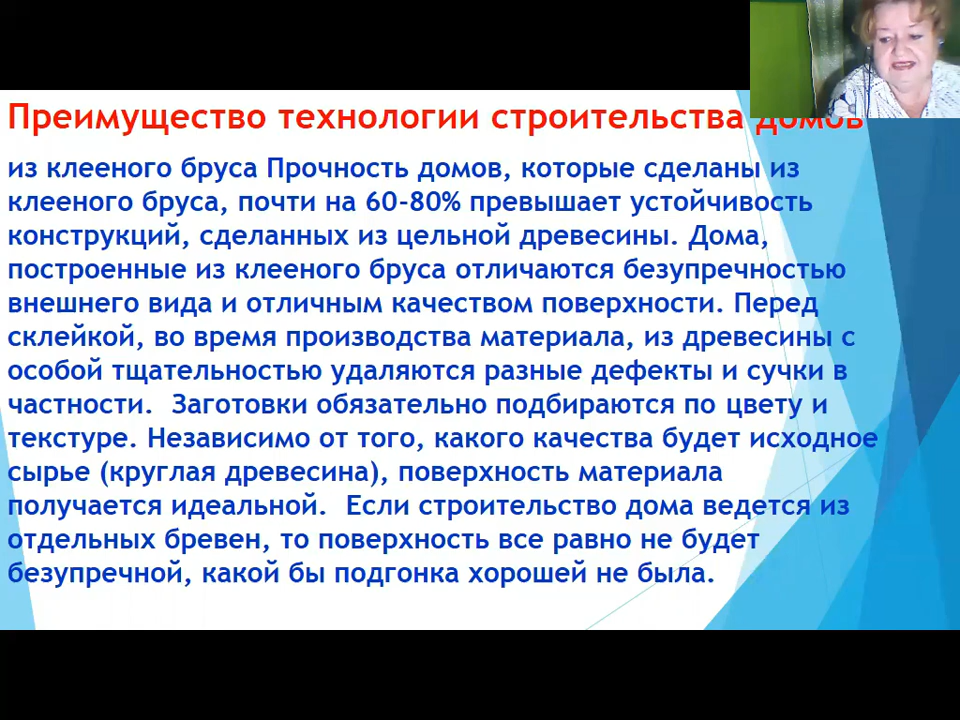 Преимущество технологии строительства домов
из клееного бруса Прочность домов, которые сделаны из
клееного бруса, почти на 60-80% превышает устойчивость
конструкций, сделанных из цельной древесины. Дома,
построенные из клееного бруса отличаются безупречностью
внешнего вида и отличным качеством поверхности. Перед
склейкой, во время производства материала, из древесины с
особой тщательностью удаляются разные дефекты и сучки в
частности.  Заготовки обязательно подбираются по цвету и
текстуре. Независимо от того, какого качества будет исходное
сырье (круглая древесина), поверхность материала
получается идеальной.  Если строительство дома ведется из
отдельных бревен, то поверхность все равно не будет
безупречной, какой бы подгонка хорошей не была.